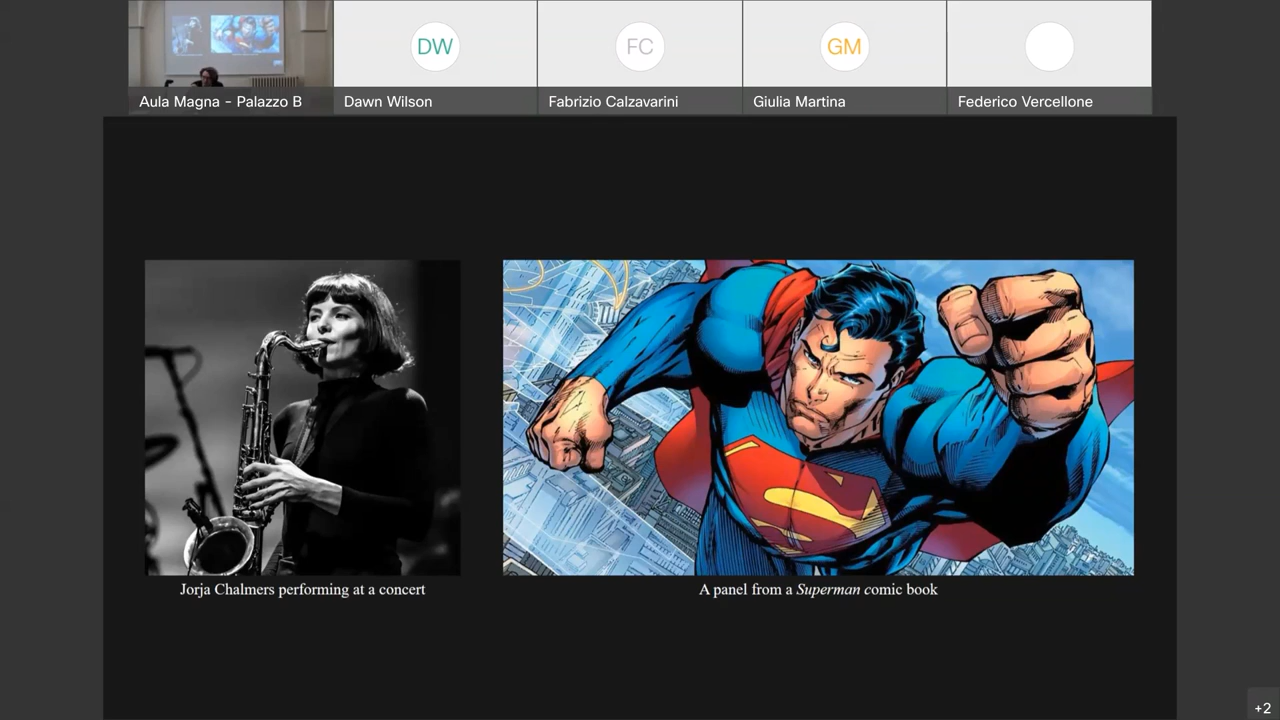 Aula Magna - Palazzo B
DW
Dawn Wilson
FC
Fabrizio Calzavarini
GM
Giulia Martina
Federico Vercellone
Jorja Chalmers performing at a concert
A panel from a Superman comic book
+2